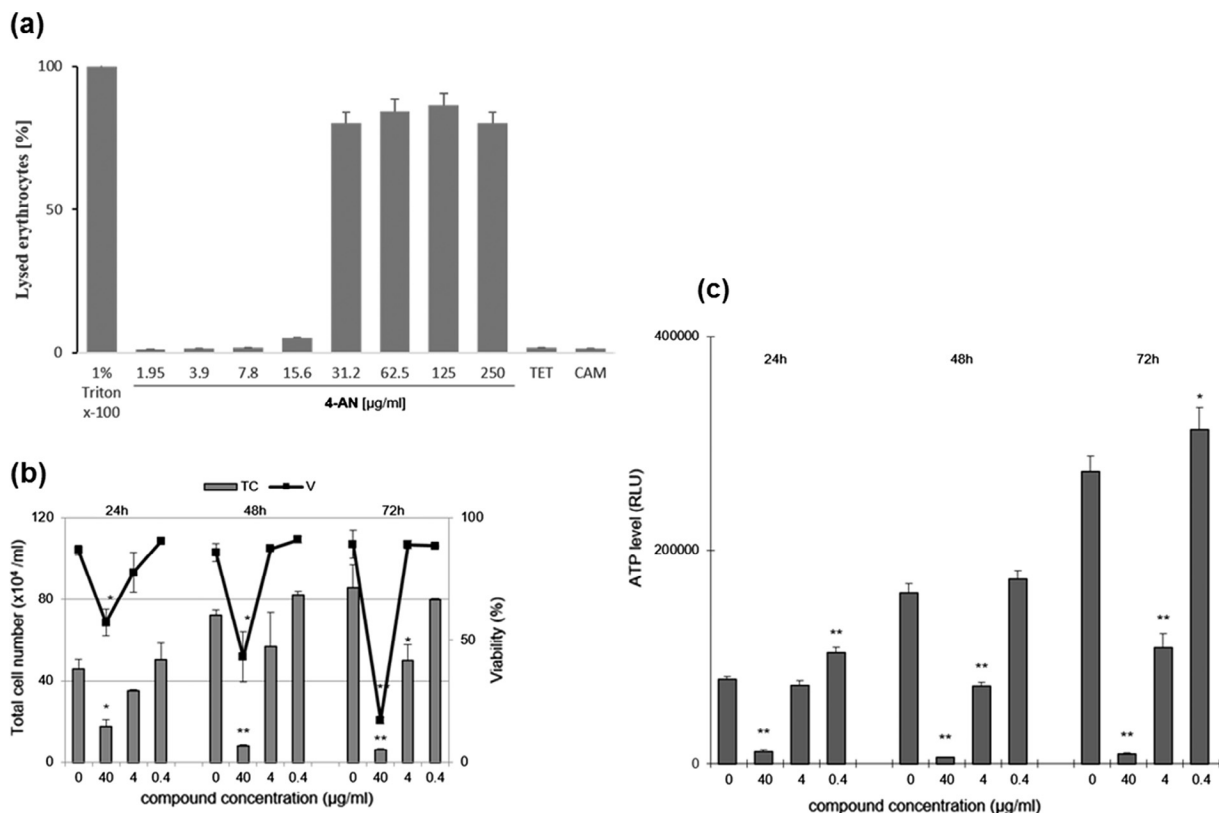 (a)
100
50
0
Lysed erythrocytes [%]
1% Triton x-100
1.95 3.9 7.8 15.6 31.2 62.5 125 250 TET CAM
4-AN [µg/ml]
(b)
TC V
24h 48h 72h
120
80
40
0
Total cell number (x10⁴ /ml)
100
50
0
Viability (%)
* * * ** ** ** *
0 40 4 0.4 0 40 4 0.4 0 40 4 0.4
compound concentration (µg/ml)
(c)
400000
200000
0
ATP level (RLU)
24h 48h 72h
** ** ** ** ** ** *
0 40 4 0.4 0 40 4 0.4 0 40 4 0.4
compound concentration (µg/ml)